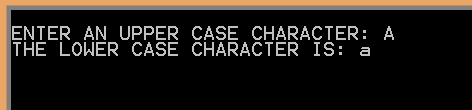 ENTER AN UPPER CASE CHARACTER: A
THE LOWER CASE CHARACTER IS: a